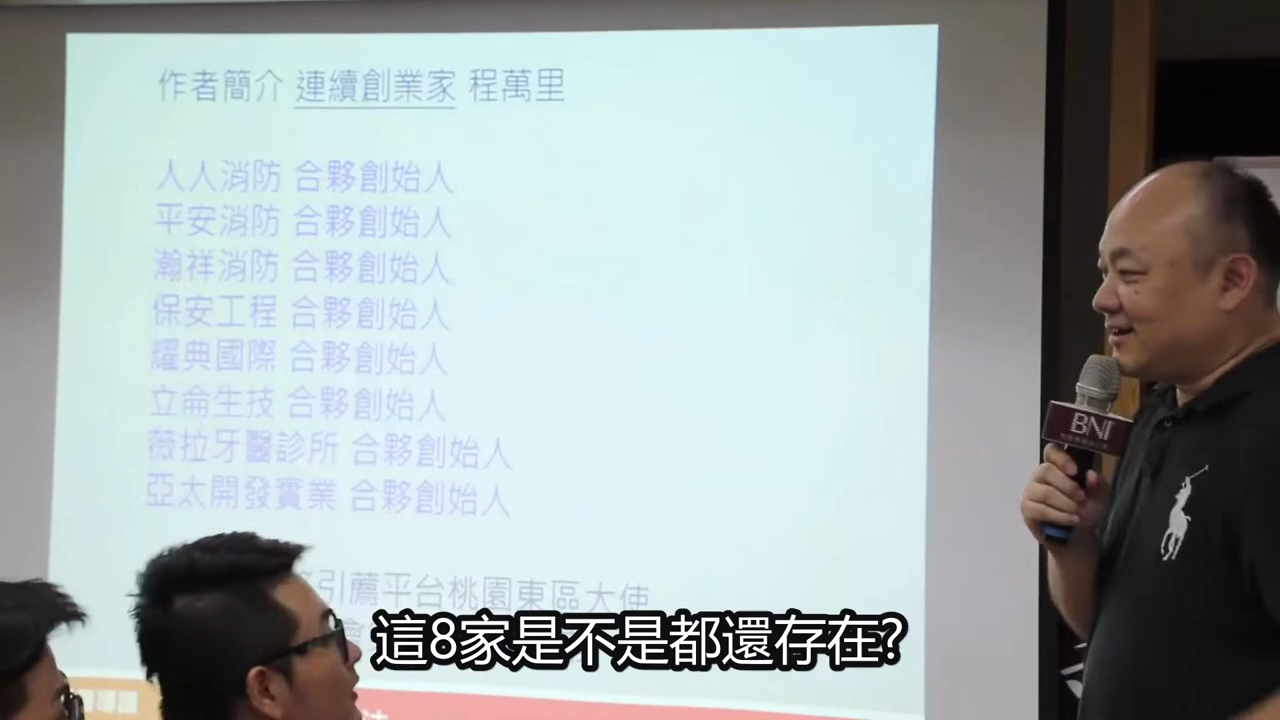 作者簡介 連續創業家 程萬里
人人消防 合夥創始人
平安消防 合夥創始人
瀚祥消防 合夥創始人
保安工程 合夥創始人
耀典國際 合夥創始人
立侖生技 合夥創始人
薇拉牙醫診所 合夥創始人
亞太開發實業 合夥創始人
引薦平台桃園東區大使
BNI
這8家是不是都還存在?